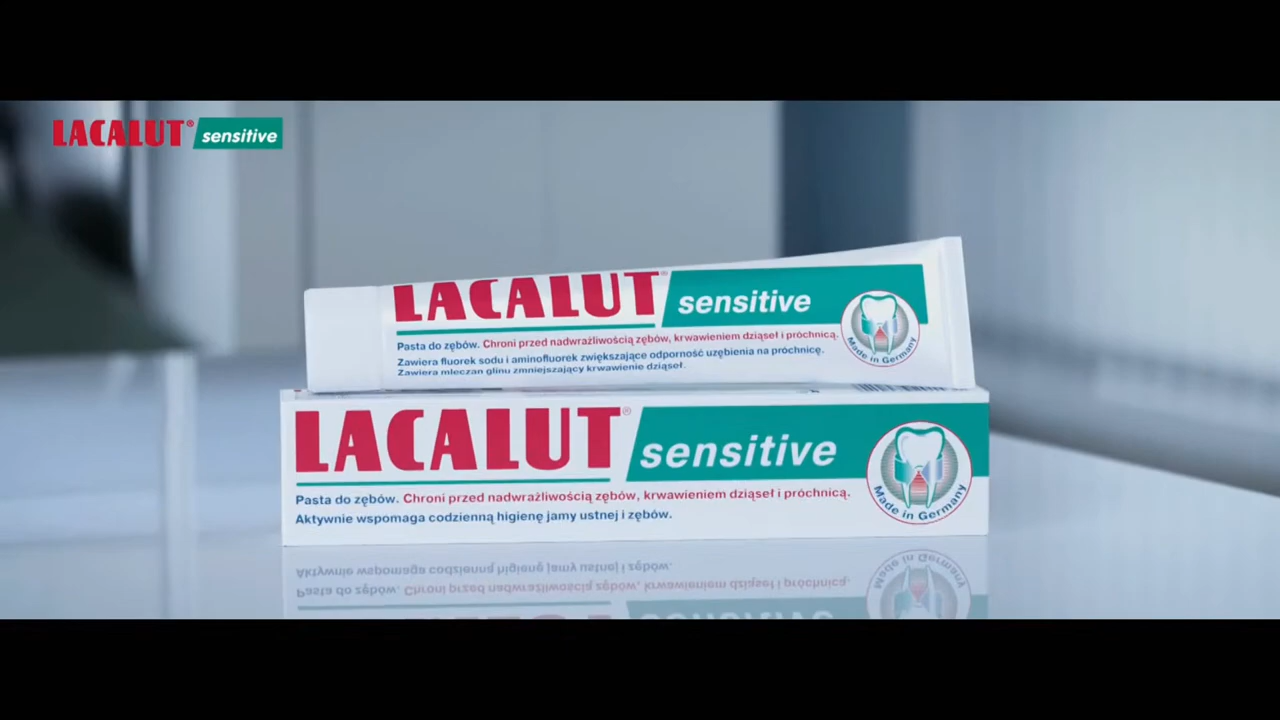 LACALUT® sensitive
LACALUT® sensitive
Pasta do zębów. Chroni przed nadwrażliwością zębów, krwawieniem dziąseł i próchnicą.
Zawiera fluorek sodu i aminofluorek zwiększające odporność uzębienia na próchnicę.
Zawiera mleczan glinu zmniejszający krwawienie dziąseł.
Made in Germany
LACALUT® sensitive
Pasta do zębów. Chroni przed nadwrażliwością zębów, krwawieniem dziąseł i próchnicą.
Aktywnie wspomaga codzienną higienę jamy ustnej i zębów.
Made in Germany